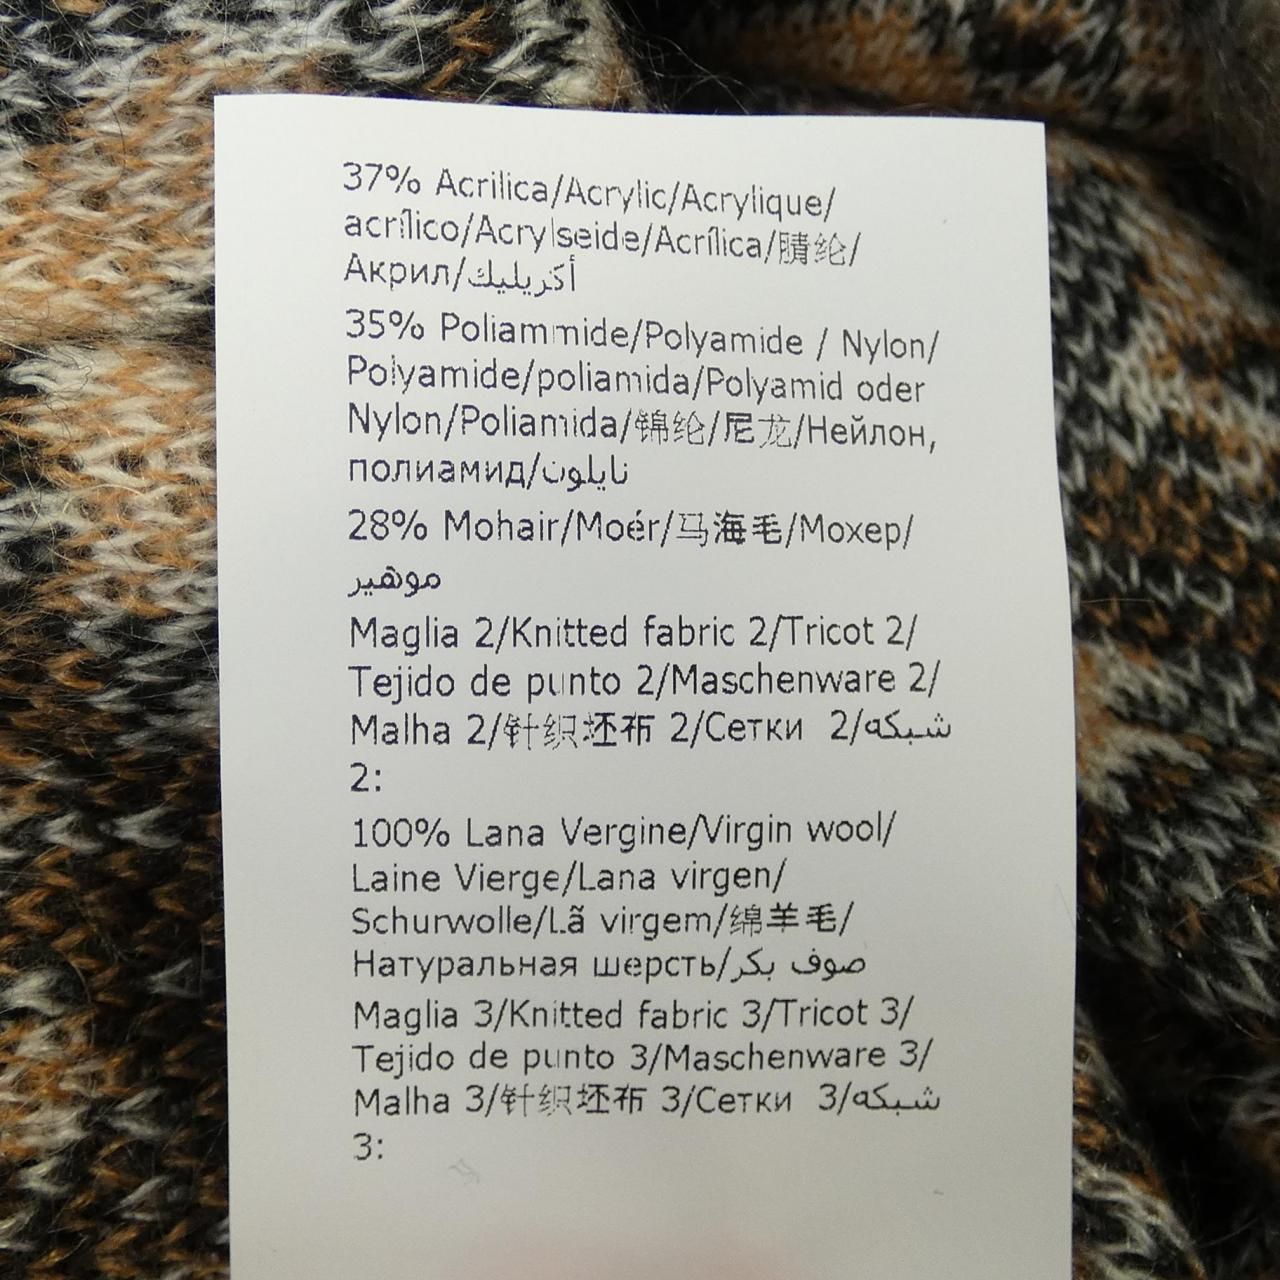 37% Acrilica/Acrylic/Acrylique/
acrílico/Acrylseide/Acrílica/腈纶/
Акрил/أكريليك
35% Poliammide/Polyamide / Nylon/
Polyamide/poliamida/Polyamid oder
Nylon/Poliamida/锦纶/尼龙/Нейлон,
полиамид/نايلون
28% Mohair/Moér/马海毛/Мохер/
موهير
Maglia 2/Knitted fabric 2/Tricot 2/
Tejido de punto 2/Maschenware 2/
Malha 2/针织坯布 2/Сетки 2/شبكه
2:
100% Lana Vergine/Virgin wool/
Laine Vierge/Lana virgen/
Schurwolle/Lã virgem/绵羊毛/
Натуральная шерсть/صوف بكر
Maglia 3/Knitted fabric 3/Tricot 3/
Tejido de punto 3/Maschenware 3/
Malha 3/针织坯布 3/Сетки 3/شبكه
3: